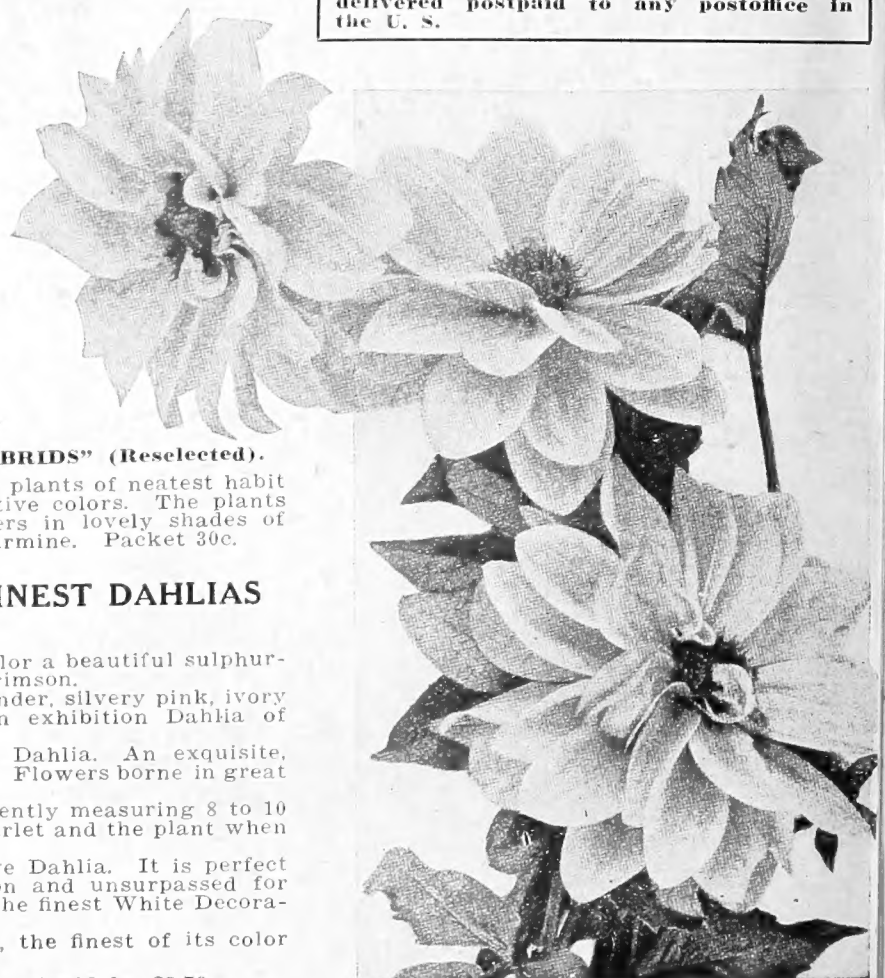 delivered postpaid to any postoffice in
the U. S.
BRIDS” (Reselected).
plants of neatest habit
tive colors. The plants
ers in lovely shades of
rmine. Packet 30c.
INEST DAHLIAS
lor a beautiful sulphur-
rimson.
nder, silvery pink, ivory
n exhibition Dahlia of
Dahlia. An exquisite,
Flowers borne in great
ently measuring 8 to 10
rlet and the plant when
e Dahlia. It is perfect
on and unsurpassed for
he finest White Decora-
, the finest of its color